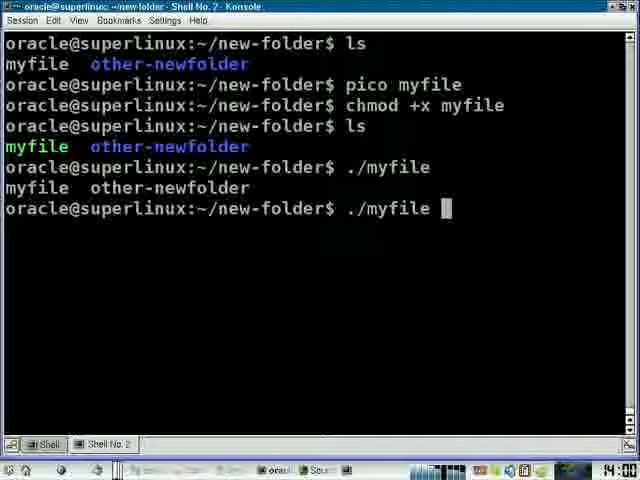 oracle@superlinux: ~/new-folder - Shell No. 2 - Konsole
Session Edit View Bookmarks Settings Help
oracle@superlinux:~/new-folder$ ls
myfile other-newfolder
oracle@superlinux:~/new-folder$ pico myfile
oracle@superlinux:~/new-folder$ chmod +x myfile
oracle@superlinux:~/new-folder$ ls
myfile other-newfolder
oracle@superlinux:~/new-folder$ ./myfile
myfile other-newfolder
oracle@superlinux:~/new-folder$ ./myfile
Shell Shell No. 2
14:00